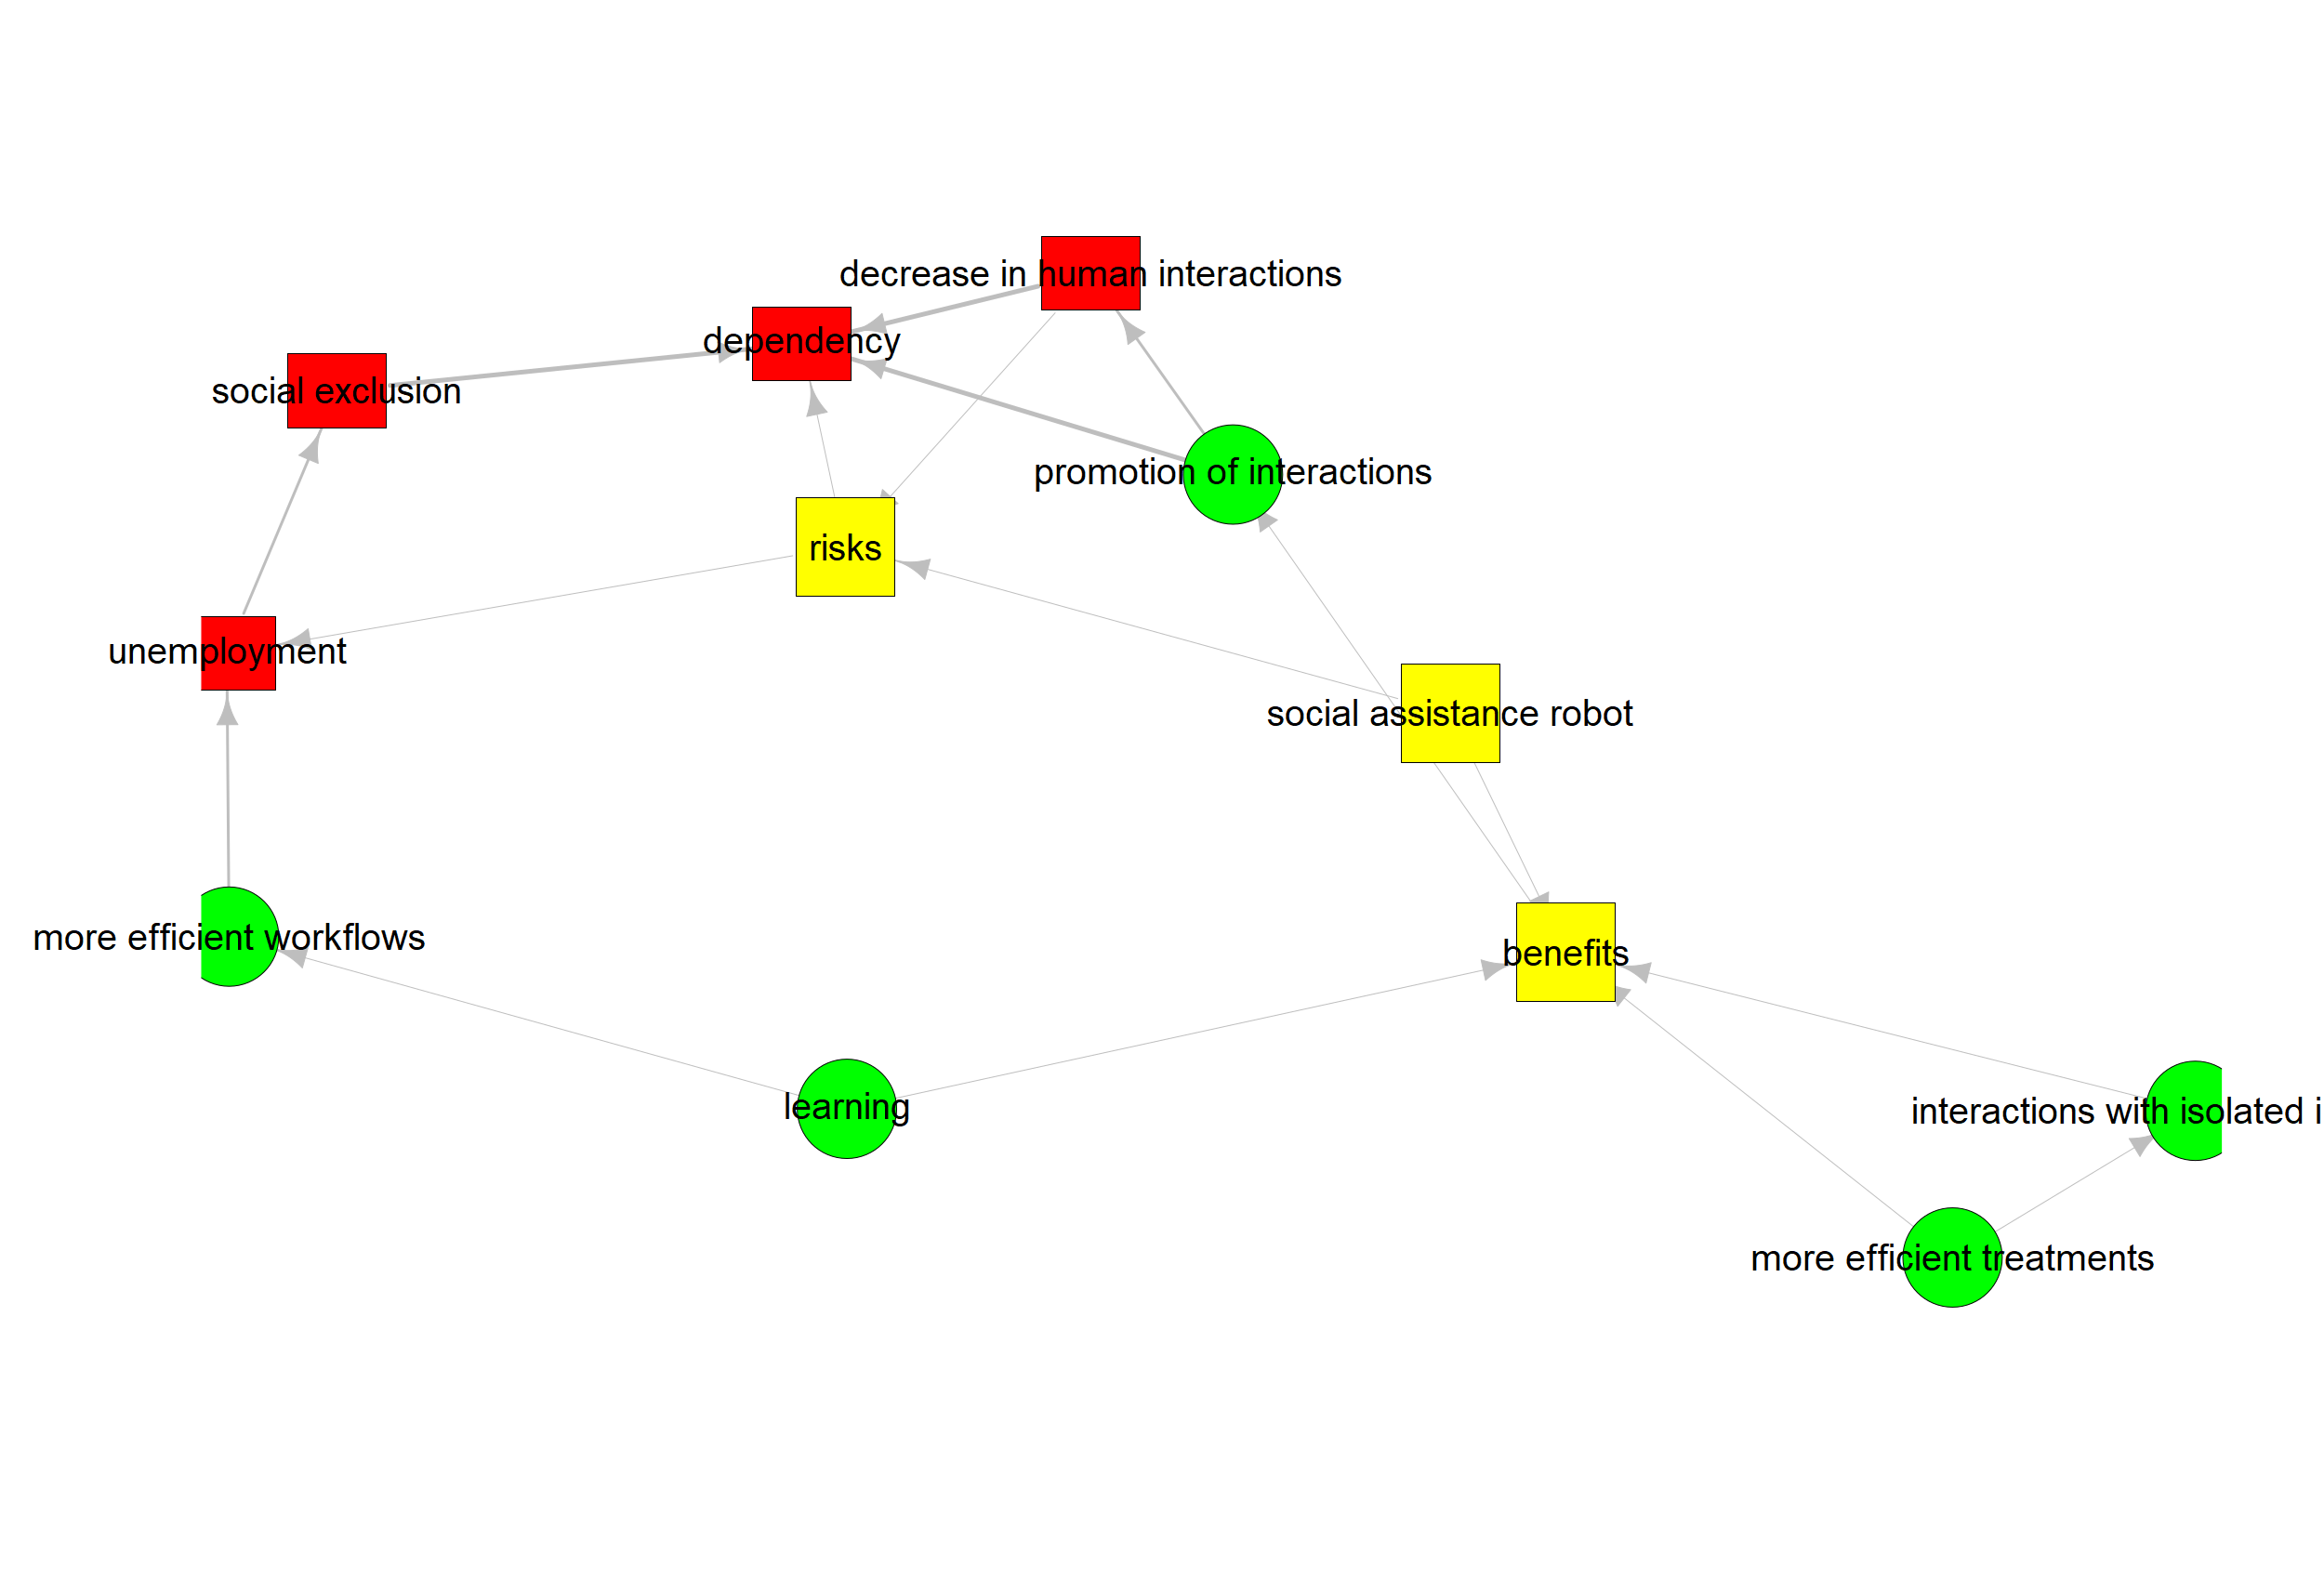 decrease in human interactions
dependency
social exclusion
promotion of interactions
risks
unemployment
social assistance robot
more efficient workflows
benefits
learning
interactions with isolated i
more efficient treatments